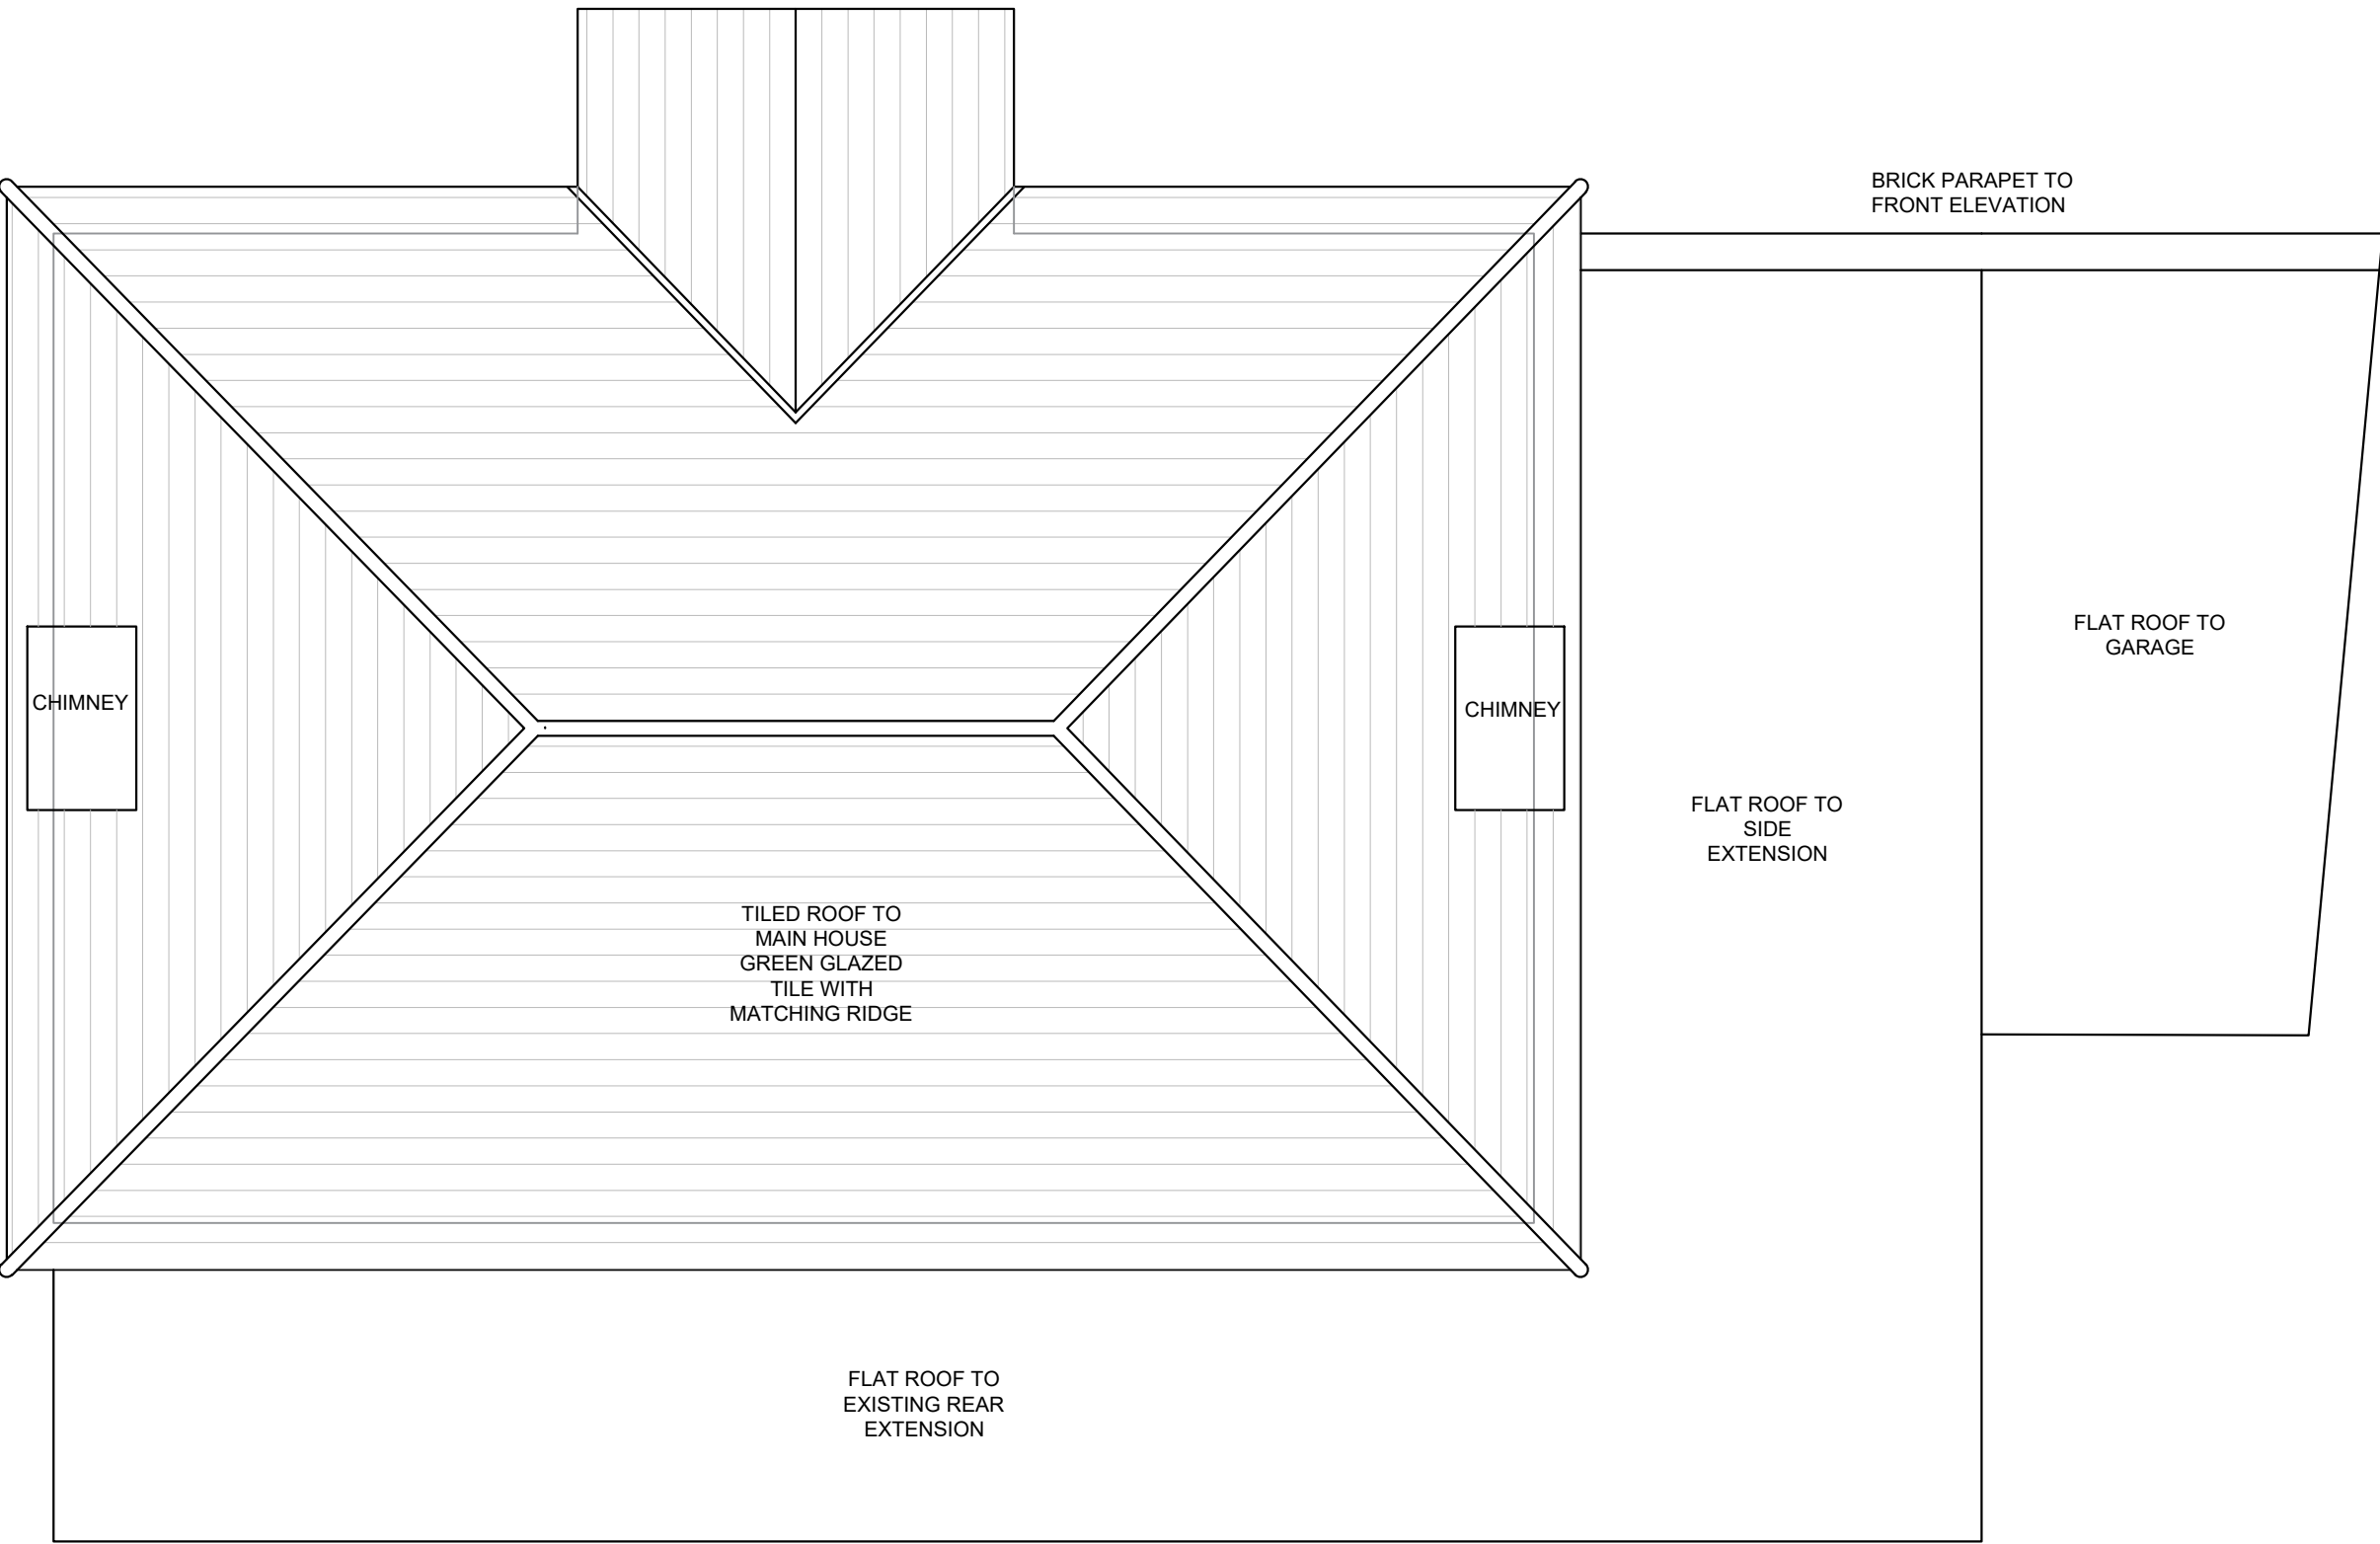 BRICK PARAPET TO
FRONT ELEVATION
FLAT ROOF TO
GARAGE
CHIMNEY
CHIMNEY
FLAT ROOF TO
SIDE
EXTENSION
TILED ROOF TO
MAIN HOUSE
GREEN GLAZED
TILE WITH
MATCHING RIDGE
FLAT ROOF TO
EXISTING REAR
EXTENSION